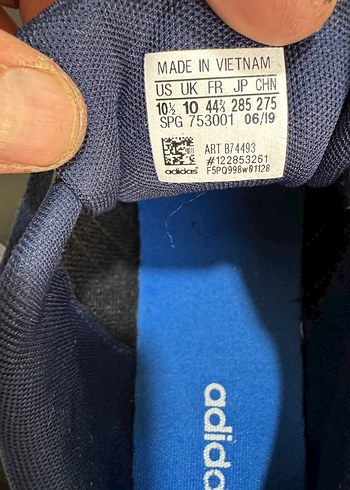 MADE IN VIETNAM
US UK FR JP CHN
10½ 10 44⅔ 285 275
SPG 753001 06/19
ART B74493
#122853261
adidas F5PQ998W01128
adidas